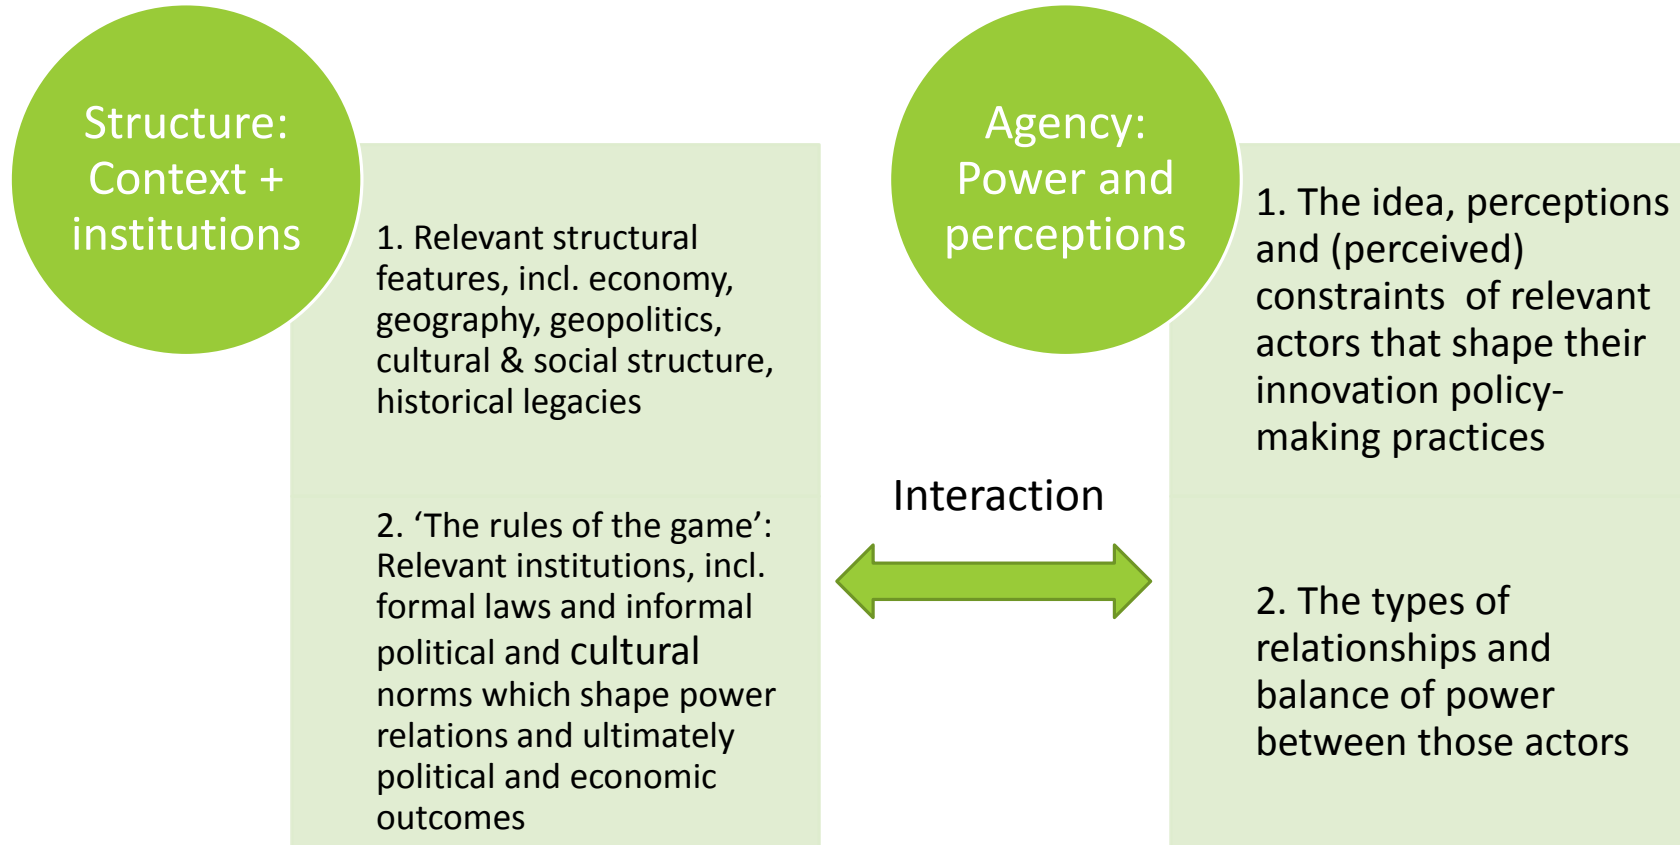 Structure:
Context +
institutions
1. Relevant structural
features, incl. economy,
geography, geopolitics,
cultural & social structure,
historical legacies
2. ‘The rules of the game’:
Relevant institutions, incl.
formal laws and informal
political and cultural
norms which shape power
relations and ultimately
political and economic
outcomes
Interaction
Agency:
Power and
perceptions
1. The idea, perceptions
and (perceived)
constraints of relevant
actors that shape their
innovation policy-
making practices
2. The types of
relationships and
balance of power
between those actors